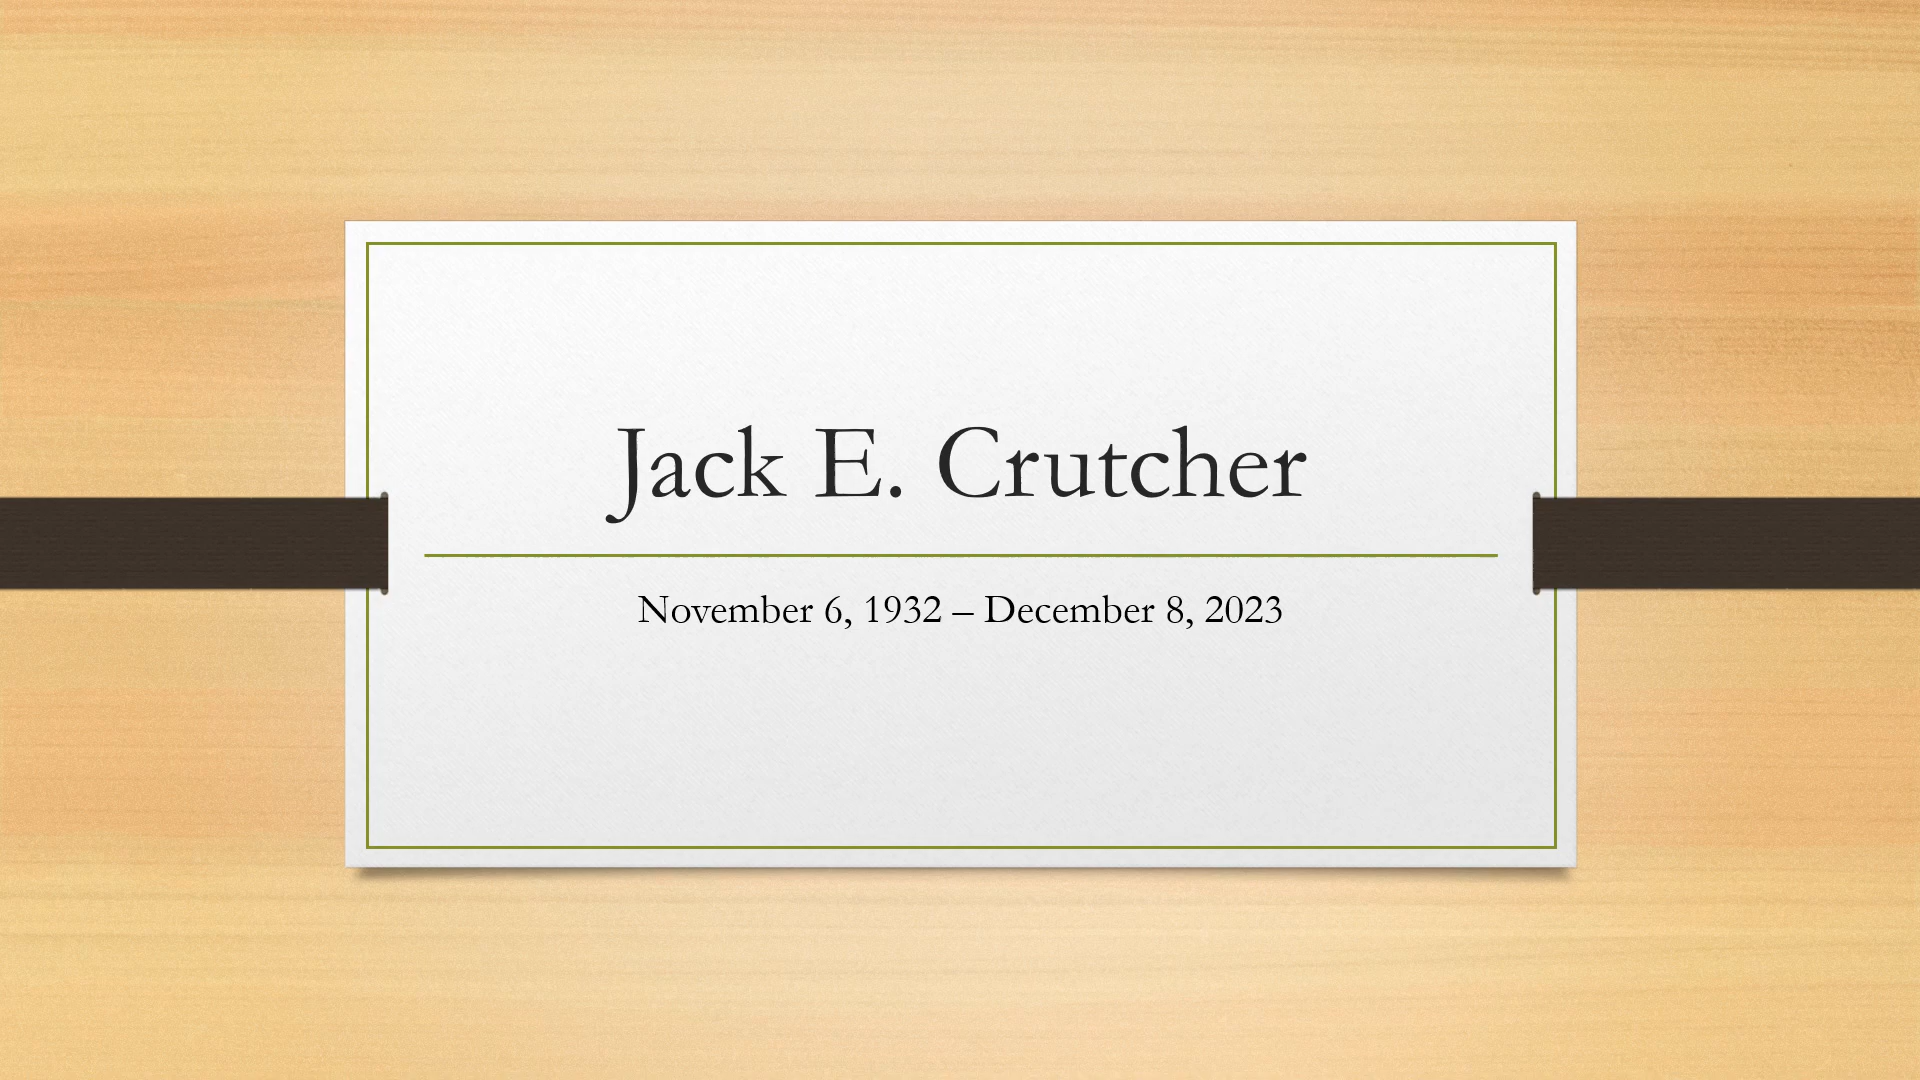 Jack E. Crutcher
November 6, 1932 – December 8, 2023